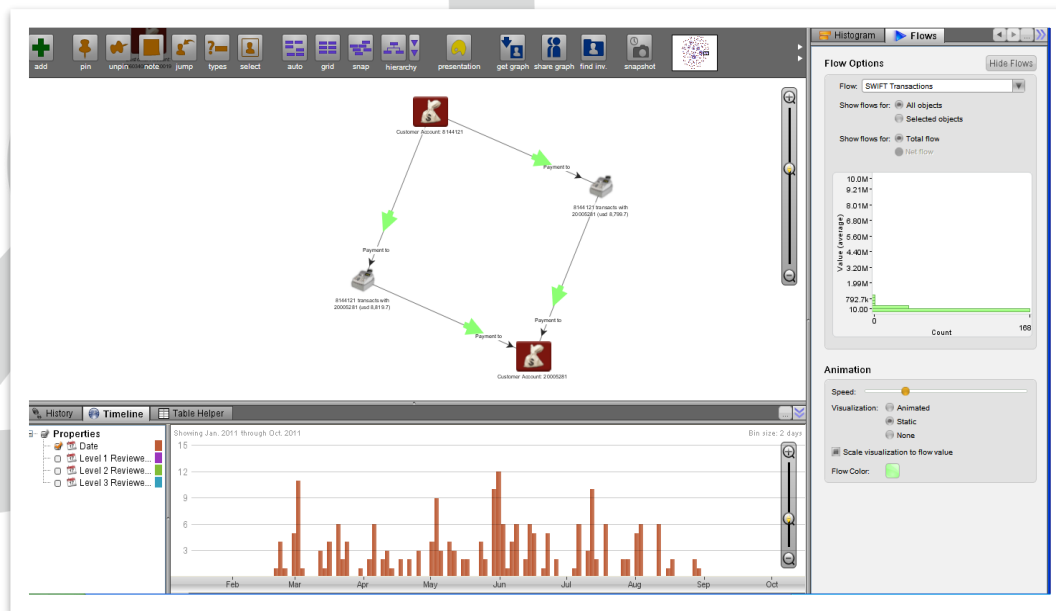 add
pin
unpin
note
jump
types
select
auto
grid
snap
hierarchy
presentation
get graph
share graph
find inv.
snapshot
Customer Account: 8144121
Payment to
8144121 transacts with
20005281 (usd 8,799.7)
Payment to
8144121 transacts with
20005281 (usd 8,819.7)
Payment to
Payment to
Customer Account: 20005281
Histogram
Flows
Flow Options
Hide Flows
Flow: SWIFT Transactions
Show flows for: All objects
Selected objects
Show flows for: Total flow
Net flow
10.0M
9.21M
8.01M
6.80M
5.60M
4.40M
3.20M
1.99M
792.7k
10.00
Value (average)
0
168
Count
Animation
Speed:
Visualization: Animated
Static
None
Scale visualization to flow value
Flow Color:
History
Timeline
Table Helper
Properties
Date
Level 1 Reviewe...
Level 2 Reviewe...
Level 3 Reviewe...
Showing Jan. 2011 through Oct. 2011
Bin size: 2 days
15
12
9
6
3
Feb Mar Apr May Jun Jul Aug Sep Oct